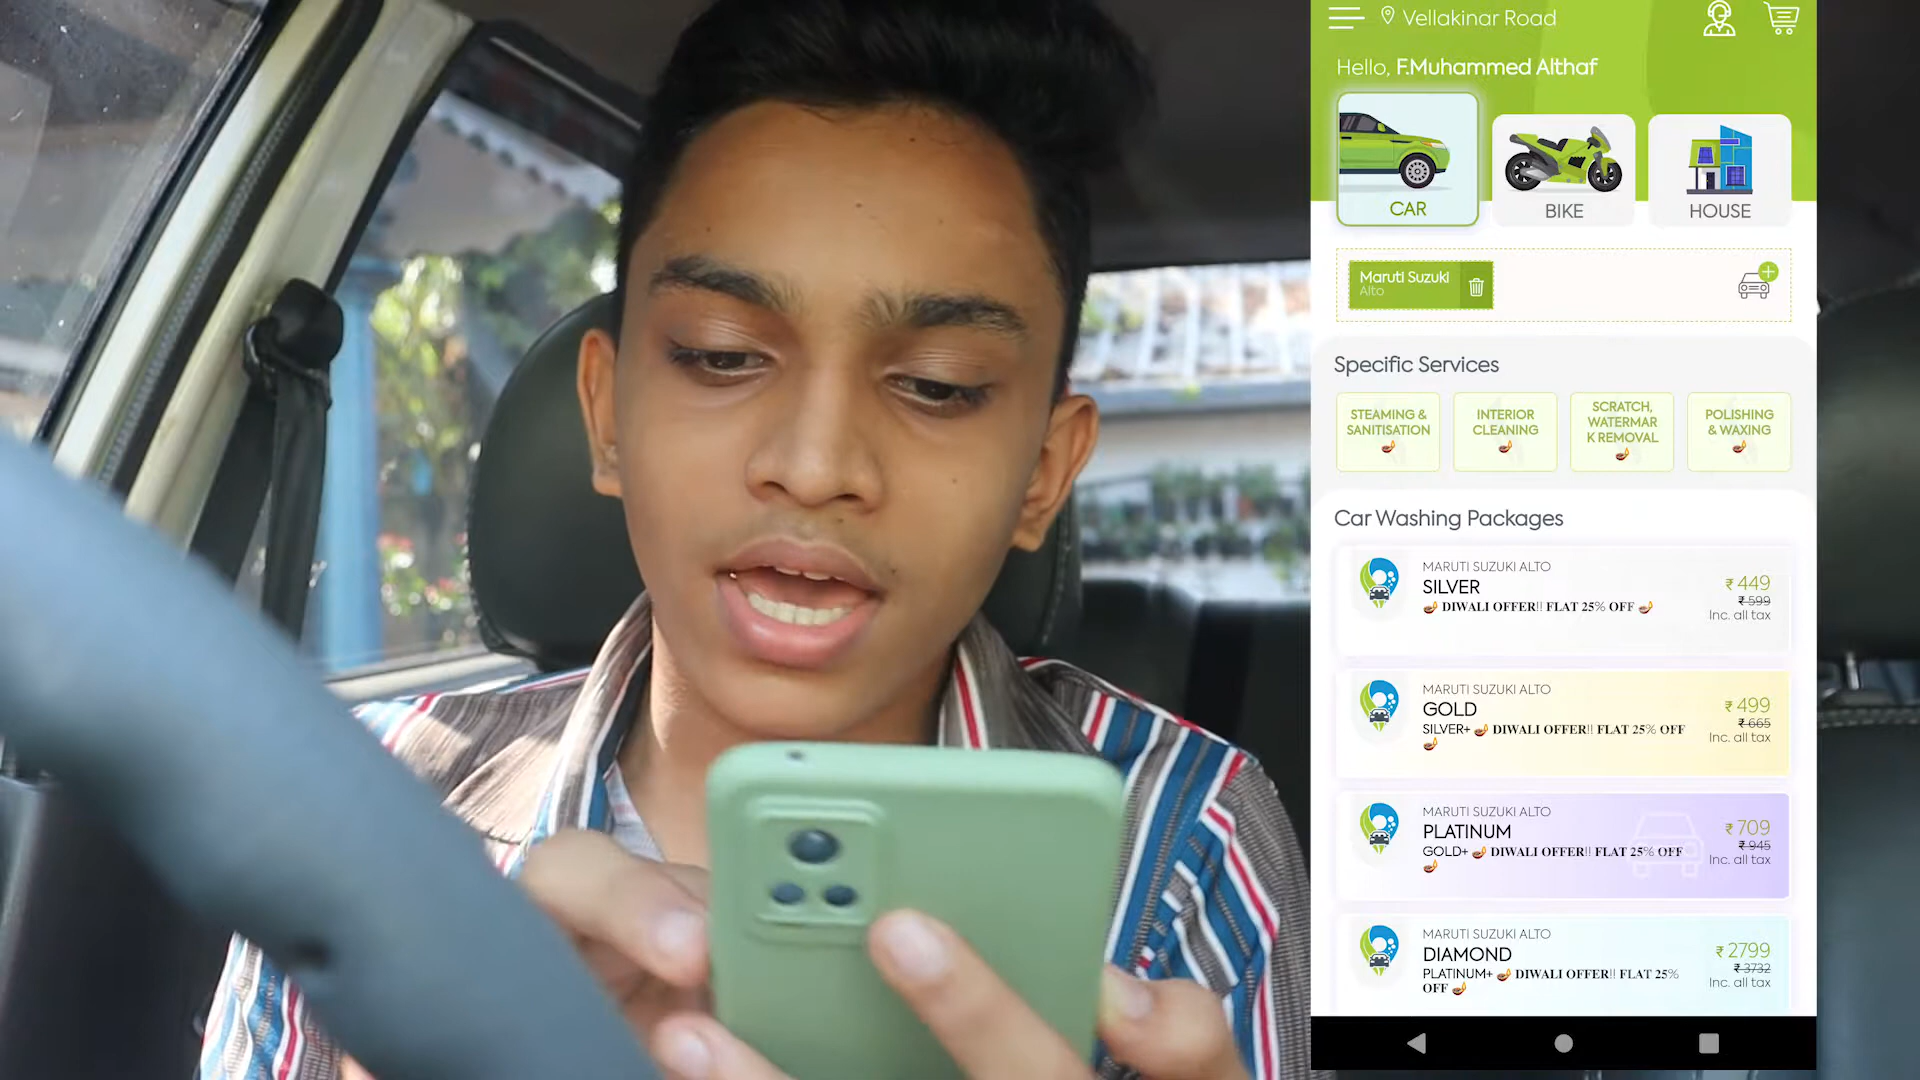 Vellakinar Road
Hello, F.Muhammed Althaf
CAR
BIKE
HOUSE
Maruti Suzuki
Alto
Specific Services
STEAMING &
SANITISATION
🪔
INTERIOR
CLEANING
🪔
SCRATCH,
WATERMAR
K REMOVAL
🪔
POLISHING
& WAXING
🪔
Car Washing Packages
MARUTI SUZUKI ALTO
SILVER
🪔 DIWALI OFFER!! FLAT 25% OFF 🪔
₹ 449
₹ 599
Inc. all tax
MARUTI SUZUKI ALTO
GOLD
SILVER+ 🪔 DIWALI OFFER!! FLAT 25% OFF
🪔
₹ 499
₹ 665
Inc. all tax
MARUTI SUZUKI ALTO
PLATINUM
GOLD+ 🪔 DIWALI OFFER!! FLAT 25% OFF
🪔
₹ 709
₹ 945
Inc. all tax
MARUTI SUZUKI ALTO
DIAMOND
PLATINUM+ 🪔 DIWALI OFFER!! FLAT 25%
OFF 🪔
₹ 2799
₹ 3732
Inc. all tax